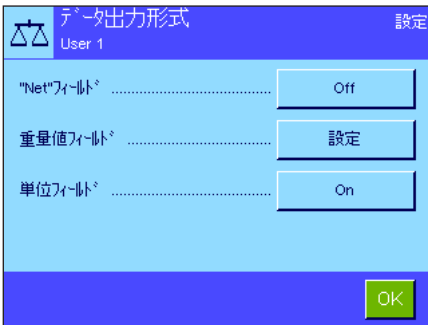 データ出力形式 設定
User 1
"Net"フィールド ........................................ Off
重量値フィールド ........................................ 設定
単位フィールド ........................................ On
OK